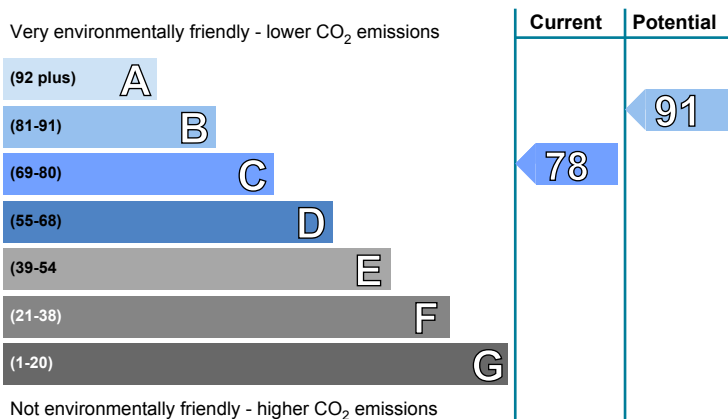 Current Potential
Very environmentally friendly - lower CO2 emissions
(92 plus) A
(81-91) B 91
(69-80) C 78
(55-68) D
(39-54 E
(21-38) F
(1-20) G
Not environmentally friendly - higher CO2 emissions